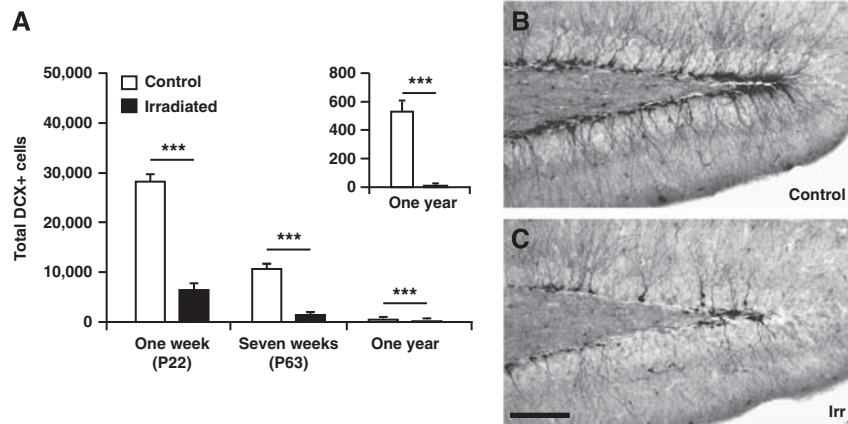 A
50,000
40,000
30,000
20,000
10,000
0
Total DCX+ cells
Control
Irradiated
***
***
***
One week
(P22)
Seven weeks
(P63)
One year
800
600
400
200
0
***
One year
B
Control
C
Irr